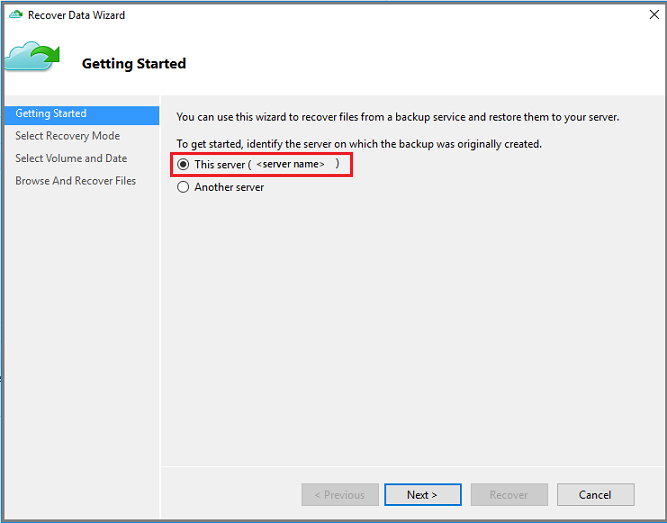 Recover Data Wizard
Getting Started
Getting Started
Select Recovery Mode
Select Volume and Date
Browse And Recover Files
You can use this wizard to recover files from a backup service and restore them to your server.
To get started, identify the server on which the backup was originally created.
This server ( <server name> )
Another server
< Previous
Next >
Recover
Cancel